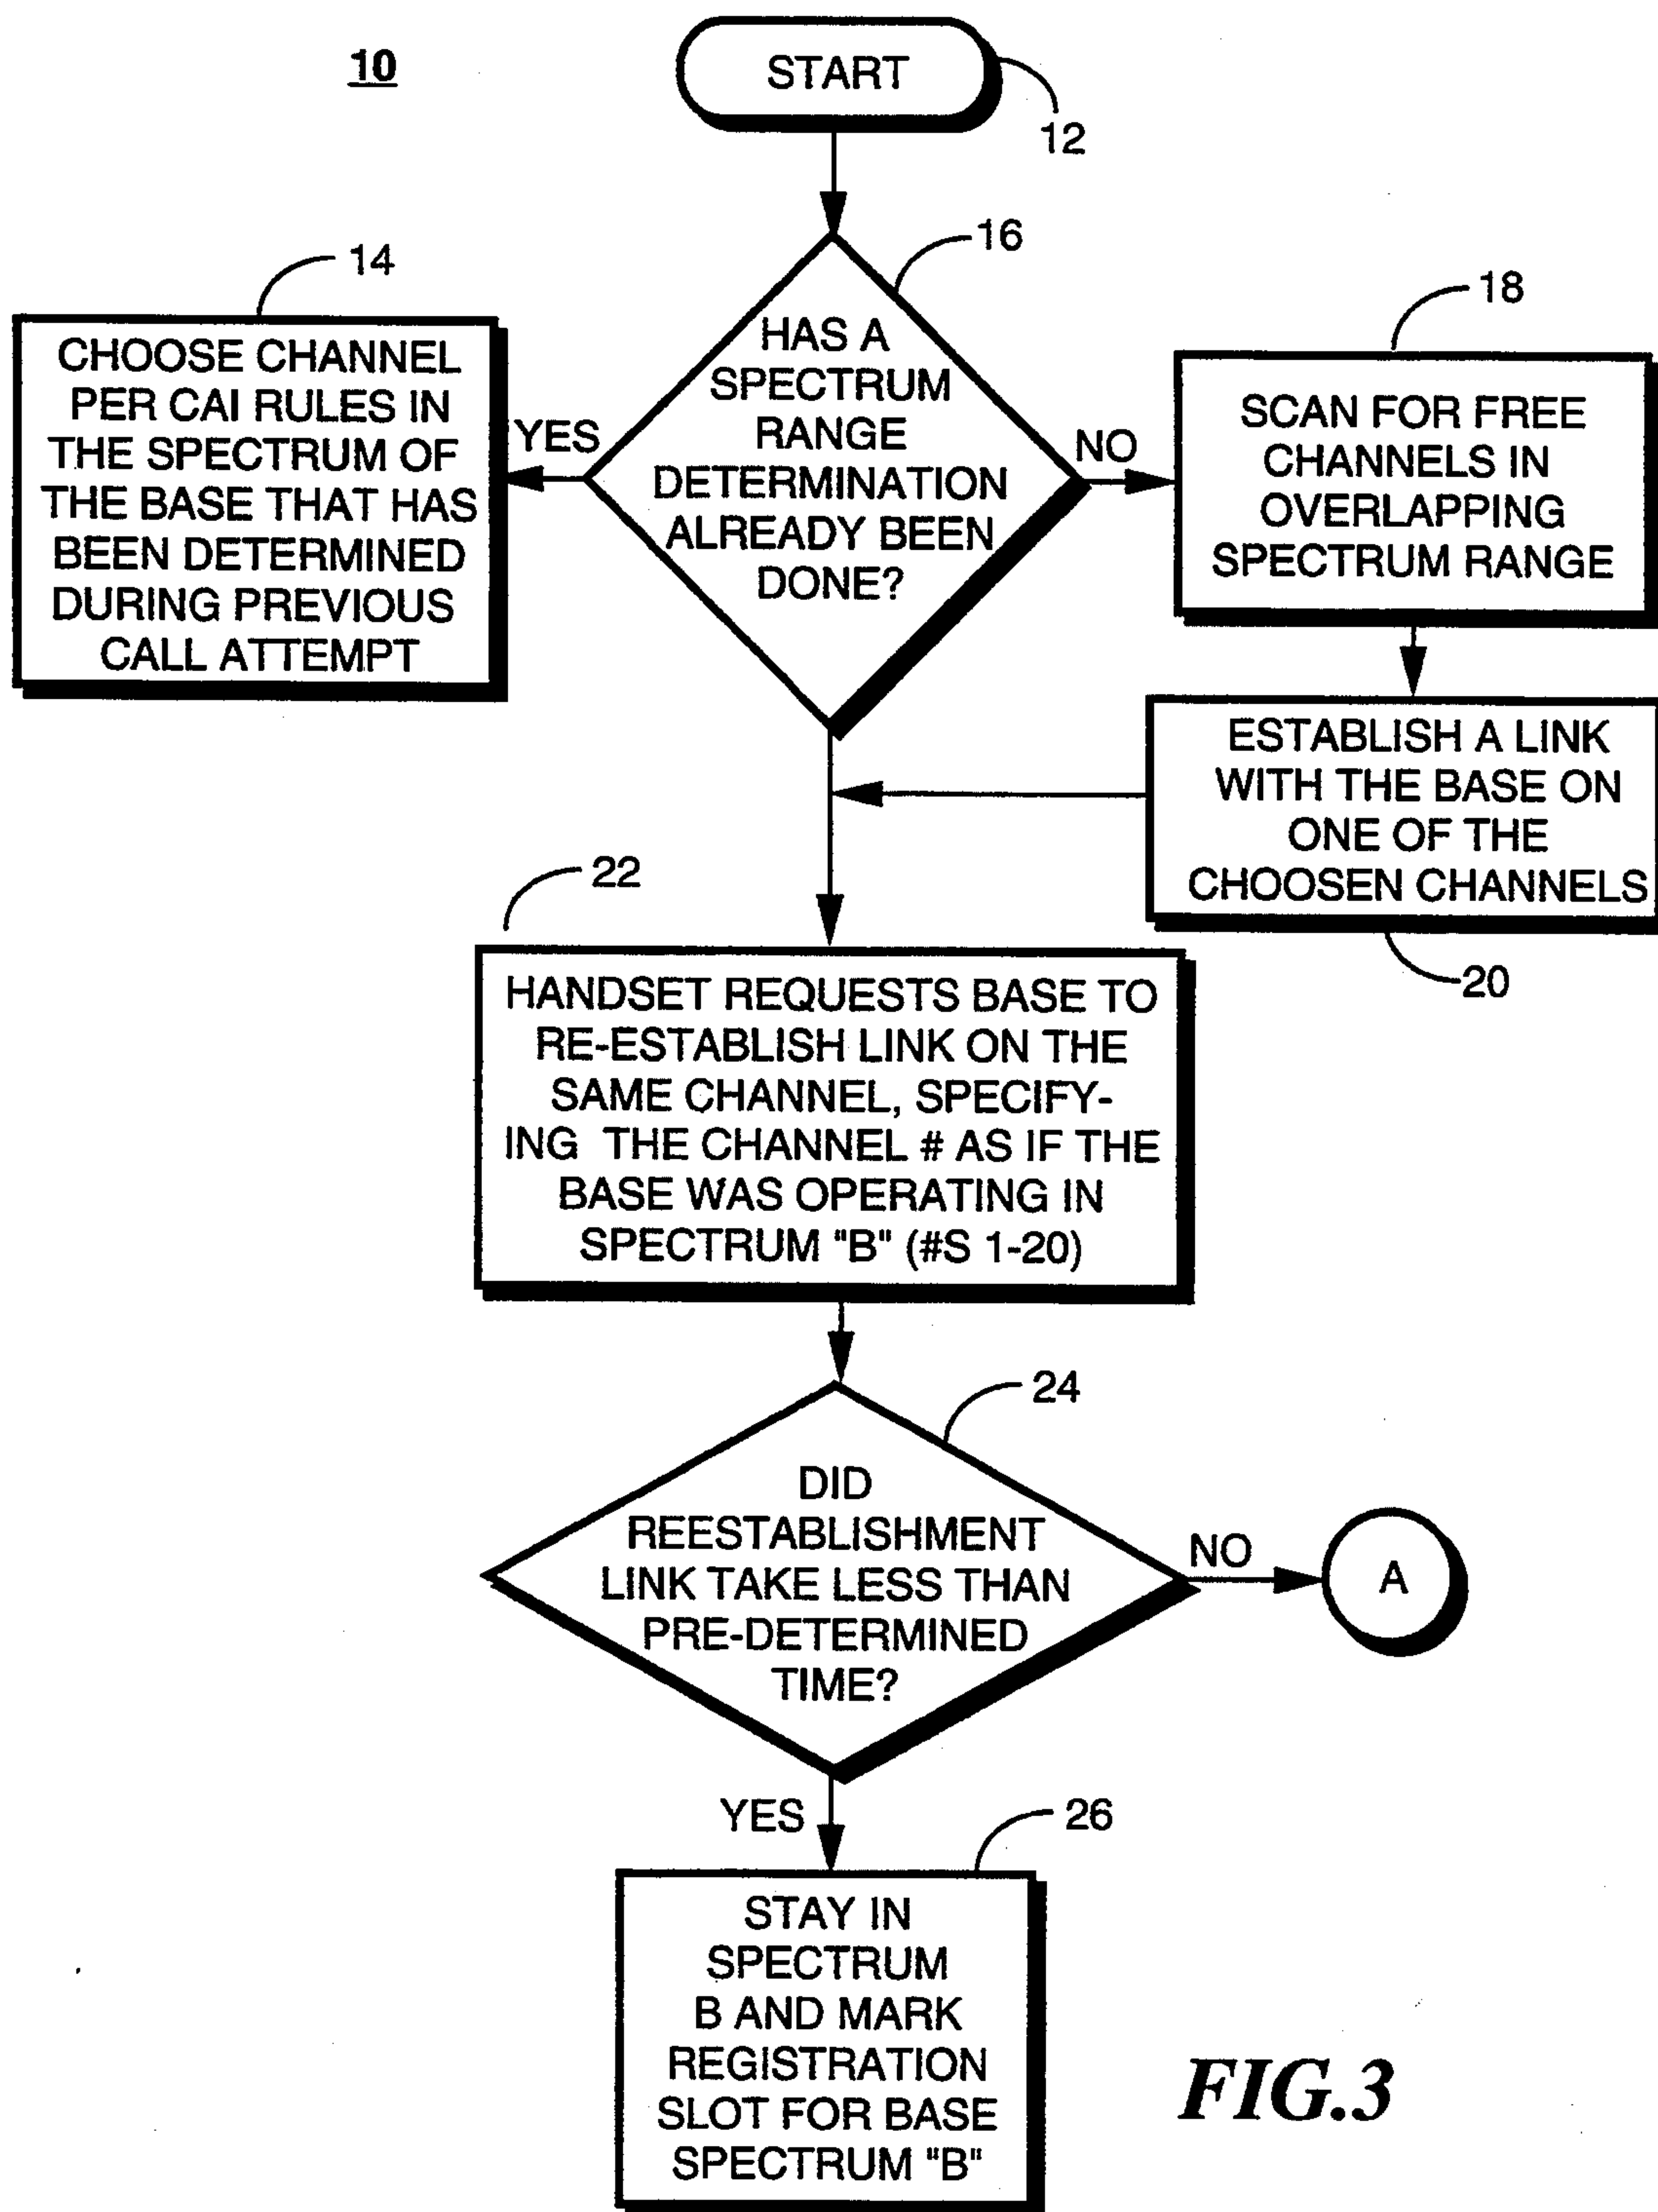 10
START
12
16
HAS A
SPECTRUM
RANGE
DETERMINATION
ALREADY BEEN
DONE?
YES
NO
14
CHOOSE CHANNEL
PER CAI RULES IN
THE SPECTRUM OF
THE BASE THAT HAS
BEEN DETERMINED
DURING PREVIOUS
CALL ATTEMPT
18
SCAN FOR FREE
CHANNELS IN
OVERLAPPING
SPECTRUM RANGE
ESTABLISH A LINK
WITH THE BASE ON
ONE OF THE
CHOOSEN CHANNELS
20
22
HANDSET REQUESTS BASE TO
RE-ESTABLISH LINK ON THE
SAME CHANNEL, SPECIFY-
ING THE CHANNEL # AS IF THE
BASE WAS OPERATING IN
SPECTRUM "B" (#S 1-20)
24
DID
REESTABLISHMENT
LINK TAKE LESS THAN
PRE-DETERMINED
TIME?
NO
A
YES
26
STAY IN
SPECTRUM
B AND MARK
REGISTRATION
SLOT FOR BASE
SPECTRUM "B"
FIG.3